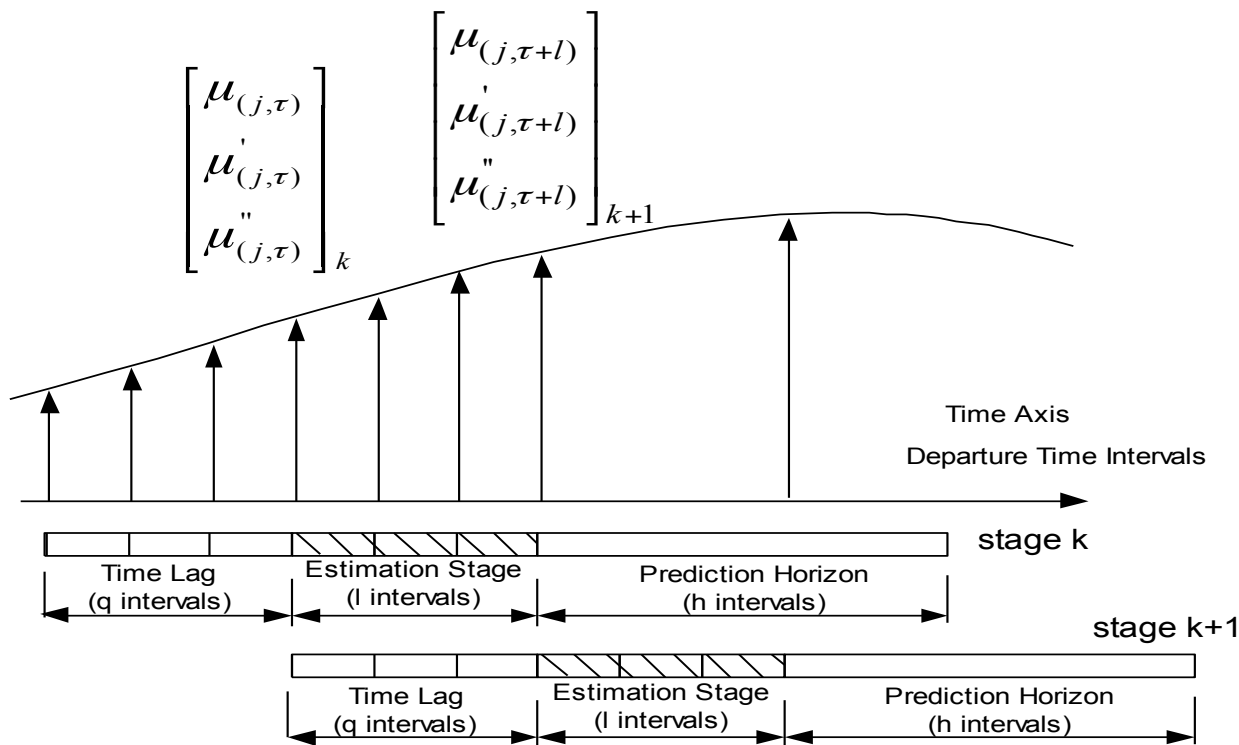 μ(j,τ)
μ'(j,τ)
μ''(j,τ)
k
μ(j,τ+l)
μ'(j,τ+l)
μ''(j,τ+l)
k+1
Time Axis
Departure Time Intervals
stage k
Time Lag
(q intervals)
Estimation Stage
(l intervals)
Prediction Horizon
(h intervals)
stage k+1
Time Lag
(q intervals)
Estimation Stage
(l intervals)
Prediction Horizon
(h intervals)